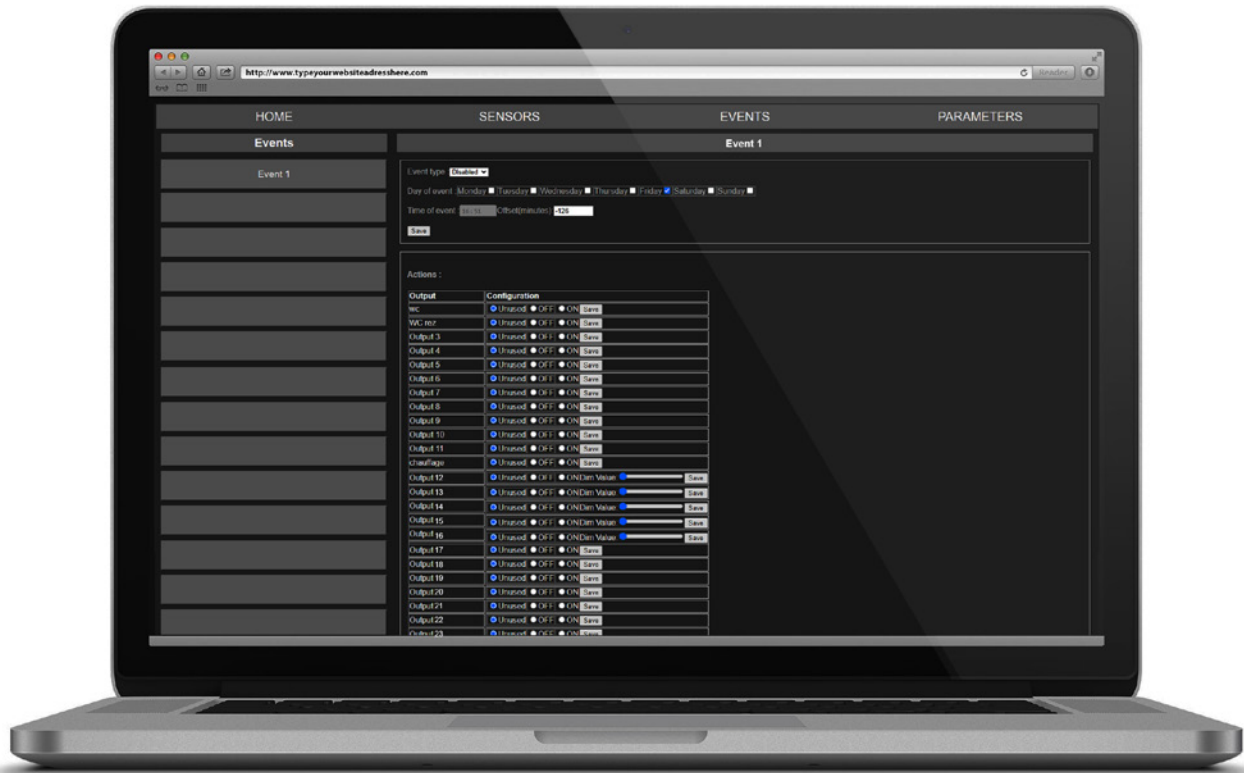 http://www.typeyourwebsiteadresshere.com
Reader
HOME SENSORS EVENTS PARAMETERS
Events
Event 1
Event 1
Event type Disabled
Day of event Monday Tuesday Wednesday Thursday Friday Saturday Sunday
Time of event Offset(minutes) -126
Save
Actions :
Output Configuration
wc Unused OFF ON Save
WC rez Unused OFF ON Save
Output 3 Unused OFF ON Save
Output 4 Unused OFF ON Save
Output 5 Unused OFF ON Save
Output 6 Unused OFF ON Save
Output 7 Unused OFF ON Save
Output 8 Unused OFF ON Save
Output 9 Unused OFF ON Save
Output 10 Unused OFF ON Save
Output 11 Unused OFF ON Save
chauffage Unused OFF ON Save
Output 12 Unused OFF ON Dim Value Save
Output 13 Unused OFF ON Dim Value Save
Output 14 Unused OFF ON Dim Value Save
Output 15 Unused OFF ON Dim Value Save
Output 16 Unused OFF ON Dim Value Save
Output 17 Unused OFF ON Save
Output 18 Unused OFF ON Save
Output 19 Unused OFF ON Save
Output 20 Unused OFF ON Save
Output 21 Unused OFF ON Save
Output 22 Unused OFF ON Save
Output 23 Unused OFF ON Save